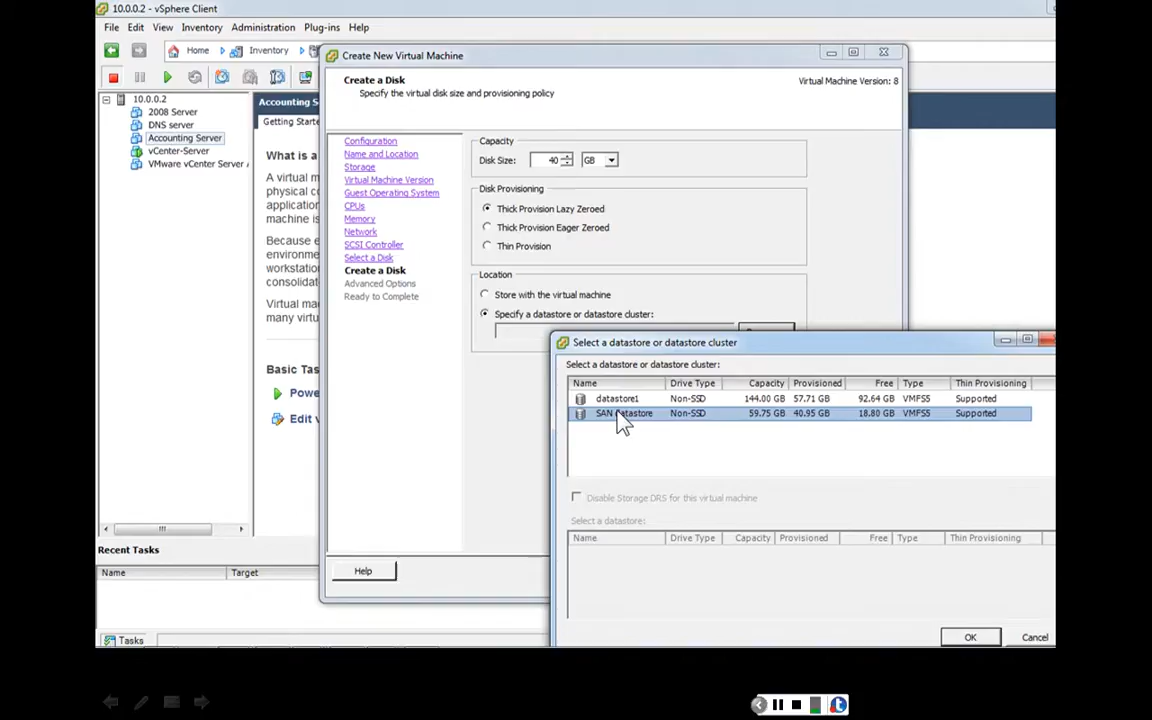 10.0.0.2 - vSphere Client
File Edit View Inventory Administration Plug-ins Help
Home Inventory
10.0.0.2
2008 Server
DNS server
Accounting Server
vCenter-Server
VMware vCenter Server
Accounting S
Getting Starte
What is a
A virtual m
physical co
application
machine is
Because e
environme
workstatio
consolidat
Virtual ma
many virtu
Basic Tas
Powe
Edit v
Create New Virtual Machine
Create a Disk
Specify the virtual disk size and provisioning policy
Virtual Machine Version: 8
Configuration
Name and Location
Storage
Virtual Machine Version
Guest Operating System
CPUs
Memory
Network
SCSI Controller
Select a Disk
Create a Disk
Advanced Options
Ready to Complete
Capacity
Disk Size: 40 GB
Disk Provisioning
Thick Provision Lazy Zeroed
Thick Provision Eager Zeroed
Thin Provision
Location
Store with the virtual machine
Specify a datastore or datastore cluster:
Help
Select a datastore or datastore cluster
Select a datastore or datastore cluster:
Name Drive Type Capacity Provisioned Free Type Thin Provisioning
datastore1 Non-SSD 144.00 GB 57.71 GB 92.64 GB VMFS5 Supported
SAN Datastore Non-SSD 59.75 GB 40.95 GB 18.80 GB VMFS5 Supported
Disable Storage DRS for this virtual machine
Select a datastore:
Name Drive Type Capacity Provisioned Free Type Thin Provisioning
OK Cancel
Recent Tasks
Name Target
Tasks